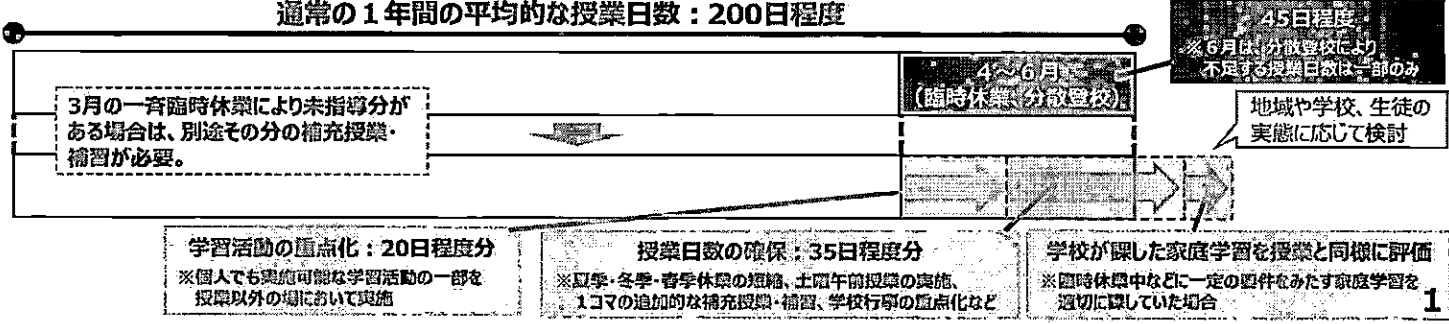 通常の1年間の平均的な授業日数：200日程度
45日程度
※6月は、分散登校により
不足する授業日数は一部のみ
4～6月
(臨時休業、分散登校)
3月の一斉臨時休業により未指導分が
ある場合は、別途その分の補充授業・
補習が必要。
地域や学校、生徒の
実態に応じて検討
学習活動の重点化：20日程度分
※個人でも実施可能な学習活動の一部を
授業以外の場において実施
授業日数の確保：35日程度分
※夏季・冬季・春季休業の短縮、土曜午前授業の実施、
1コマの追加的な補充授業・補習、学校行事の重点化など
学校が課した家庭学習を授業と同様に評価
※臨時休業中などに一定の要件をみたす家庭学習を
適切に課していた場合
1